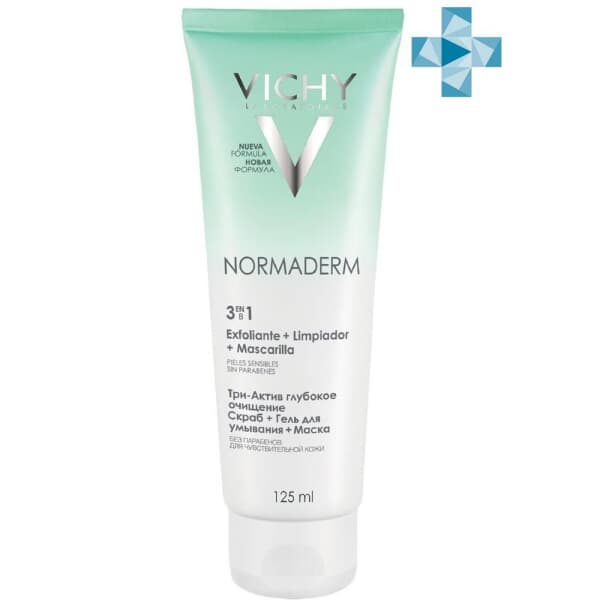 VICHY
LABORATOIRES
NUEVA
FÓRMULA
НОВАЯ
ФОРМУЛА
NORMADERM
3 EN В 1
Exfoliante + Limpiador
+ Mascarilla
PIELES SENSIBLES
SIN PARABENES
Три-Актив глубокое
очищение
Скраб + Гель для
умывания + Маска
БЕЗ ПАРАБЕНОВ
ДЛЯ ЧУВСТВИТЕЛЬНОЙ КОЖИ
125 ml